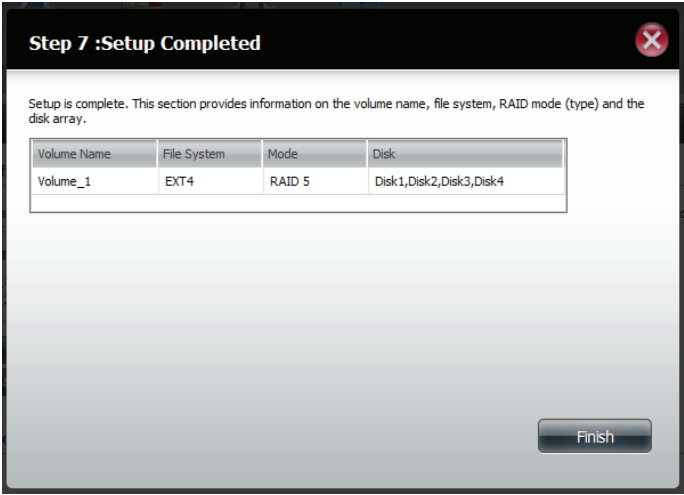 Step 7 :Setup Completed
Setup is complete. This section provides information on the volume name, file system, RAID mode (type) and the
disk array.
Volume Name File System Mode Disk
Volume_1 EXT4 RAID 5 Disk1,Disk2,Disk3,Disk4
Finish